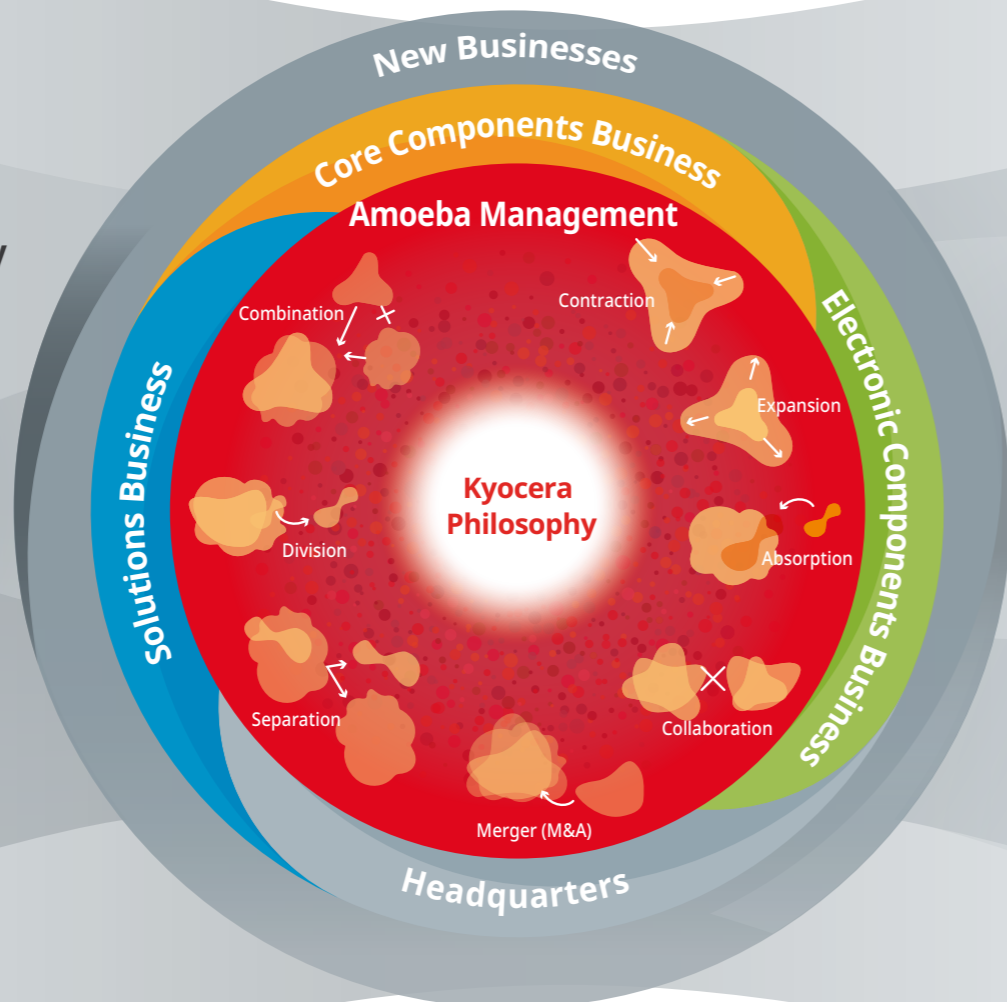 New Businesses
Core Components Business
Amoeba Management
Combination
Contraction
Expansion
Electronic Components Business
Solutions Business
Kyocera
Philosophy
Division
Absorption
Separation
Collaboration
Merger (M&A)
Headquarters